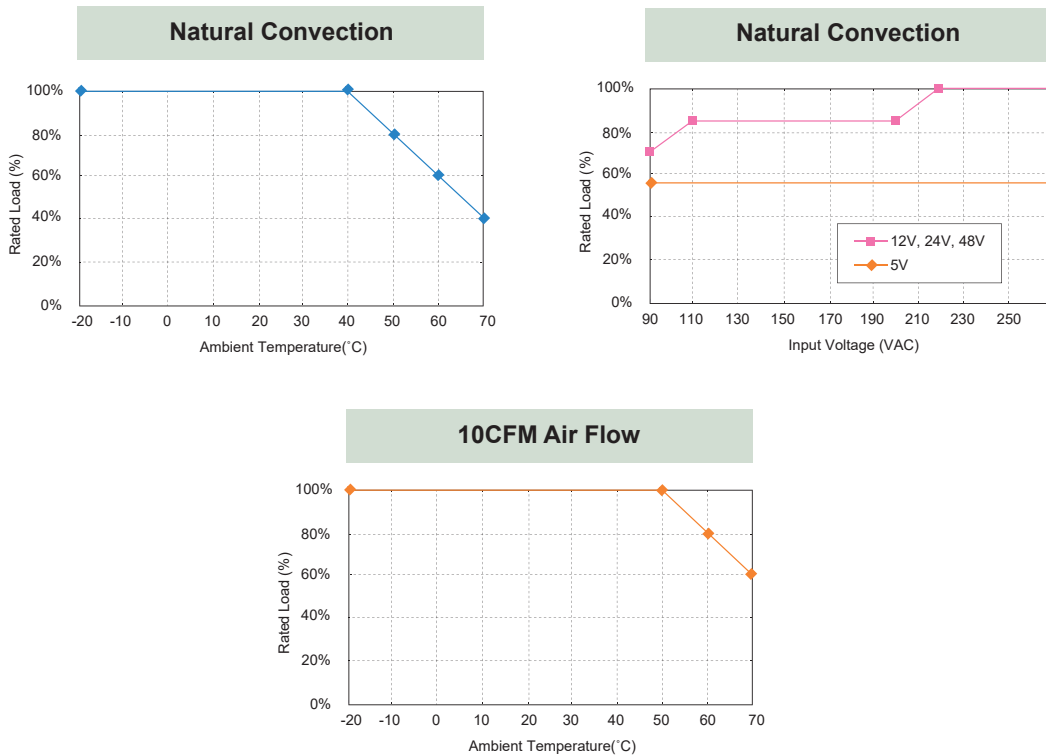 Natural Convection
100%
80%
60%
40%
20%
0%
Rated Load (%)
-20 -10 0 10 20 30 40 50 60 70
Ambient Temperature(˚C)
Natural Convection
100%
80%
60%
40%
20%
0%
Rated Load (%)
12V, 24V, 48V
5V
90 110 130 150 170 190 210 230 250
Input Voltage (VAC)
10CFM Air Flow
100%
80%
60%
40%
20%
0%
Rated Load (%)
-20 -10 0 10 20 30 40 50 60 70
Ambient Temperature(˚C)